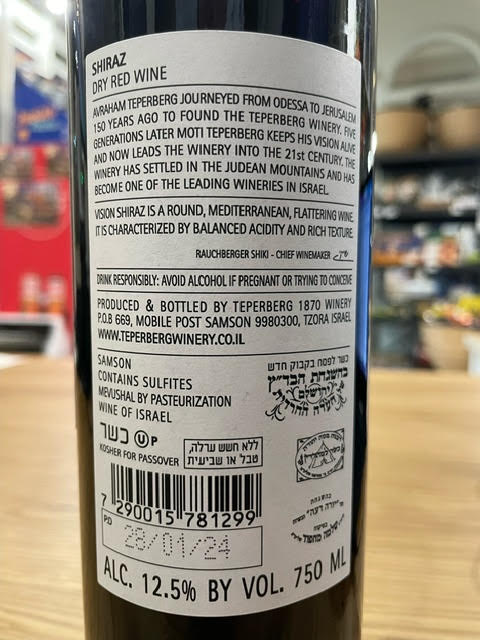 SHIRAZ
DRY RED WINE
AVRAHAM TEPERBERG JOURNEYED FROM ODESSA TO JERUSALEM
150 YEARS AGO TO FOUND THE TEPERBERG WINERY. FIVE
GENERATIONS LATER MOTI TEPERBERG KEEPS HIS VISION ALIVE
AND NOW LEADS THE WINERY INTO THE 21st CENTURY. THE
WINERY HAS SETTLED IN THE JUDEAN MOUNTAINS AND HAS
BECOME ONE OF THE LEADING WINERIES IN ISRAEL.
VISION SHIRAZ IS A ROUND, MEDITERRANEAN, FLATTERING WINE.
IT IS CHARACTERIZED BY BALANCED ACIDITY AND RICH TEXTURE
RAUCHBERGER SHIKI - CHIEF WINEMAKER
DRINK RESPONSIBLY: AVOID ALCOHOL IF PREGNANT OR TRYING TO CONCEIVE
PRODUCED & BOTTLED BY TEPERBERG 1870 WINERY
P.O.B 669, MOBILE POST SAMSON 9980300, TZORA ISRAEL
WWW.TEPERBERGWINERY.CO.IL
SAMSON
CONTAINS SULFITES
MEVUSHAL BY PASTEURIZATION
WINE OF ISRAEL
כשר U P
KOSHER FOR PASSOVER
כשר לפסח בקבוק חדש
בהשגחת הבד"ץ
ירושלים
ללא חשש ערלה,
טבל או שביעית
7 290015 781299
PD
28/01/24
ALC. 12.5% BY VOL. 750 ML